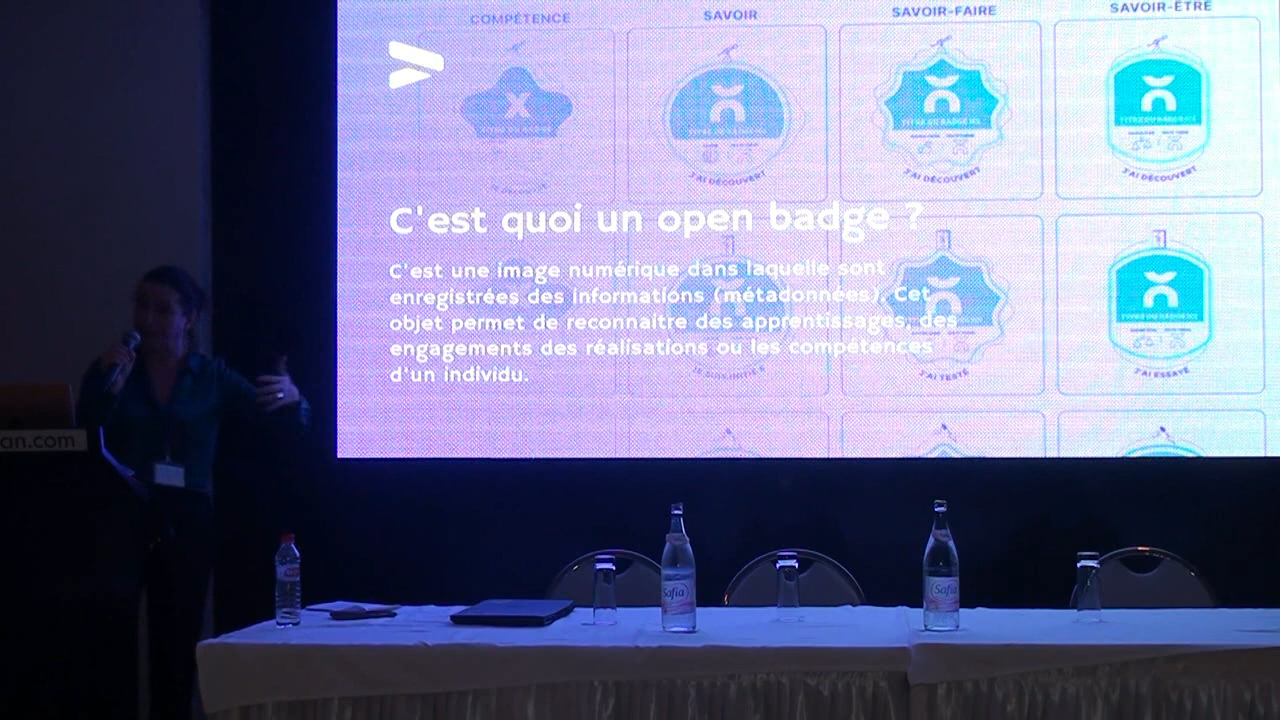 COMPÉTENCE
SAVOIR
SAVOIR-FAIRE
SAVOIR-ÊTRE
J'AI DÉCOUVERT
J'AI DÉCOUVERT
J'AI DÉCOUVERT
C'est quoi un open badge ?
C'est une image numérique dans laquelle sont
enregistrées des informations (métadonnées). Cet
objet permet de reconnaitre des apprentissages, des
engagements des réalisations ou les compétences
d'un individu.
J'AI TESTÉ
J'AI ESSAYÉ
an.com
Safia
Safia